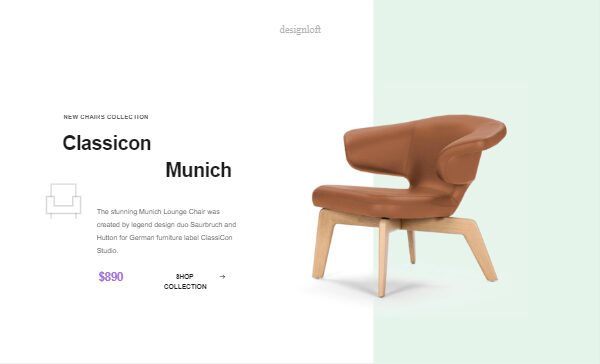 designloft
NEW CHAIRS COLLECTION
Classicon
Munich
The stunning Munich Lounge Chair was
created by legend design duo Saurbruch and
Hutton for German furniture label ClassiCon
Studio.
$890
SHOP
COLLECTION